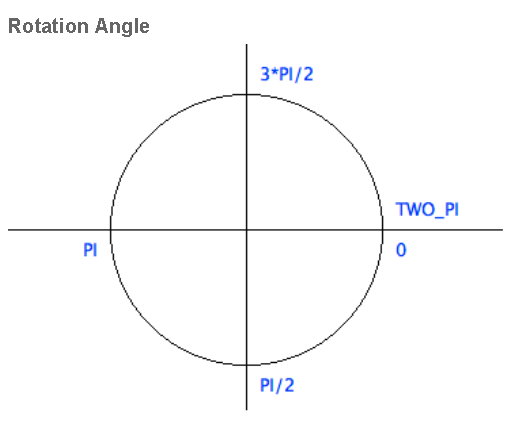 Rotation Angle
3*PI/2
TWO_PI
PI
0
PI/2